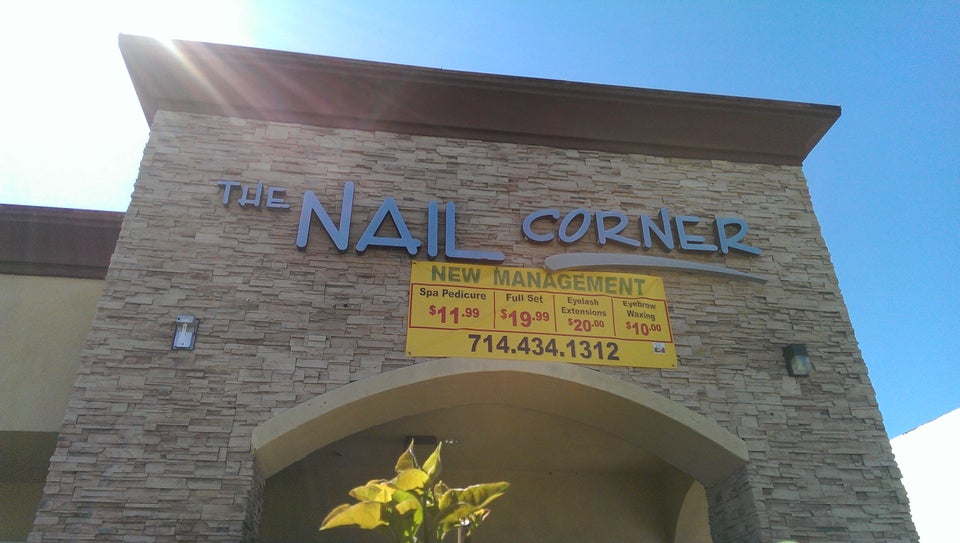 THE NAIL CORNER
NEW MANAGEMENT
Spa Pedicure Full Set Eyelash Extensions Eyebrow Waxing
$11.99 $19.99 $20.00 $10.00
714.434.1312